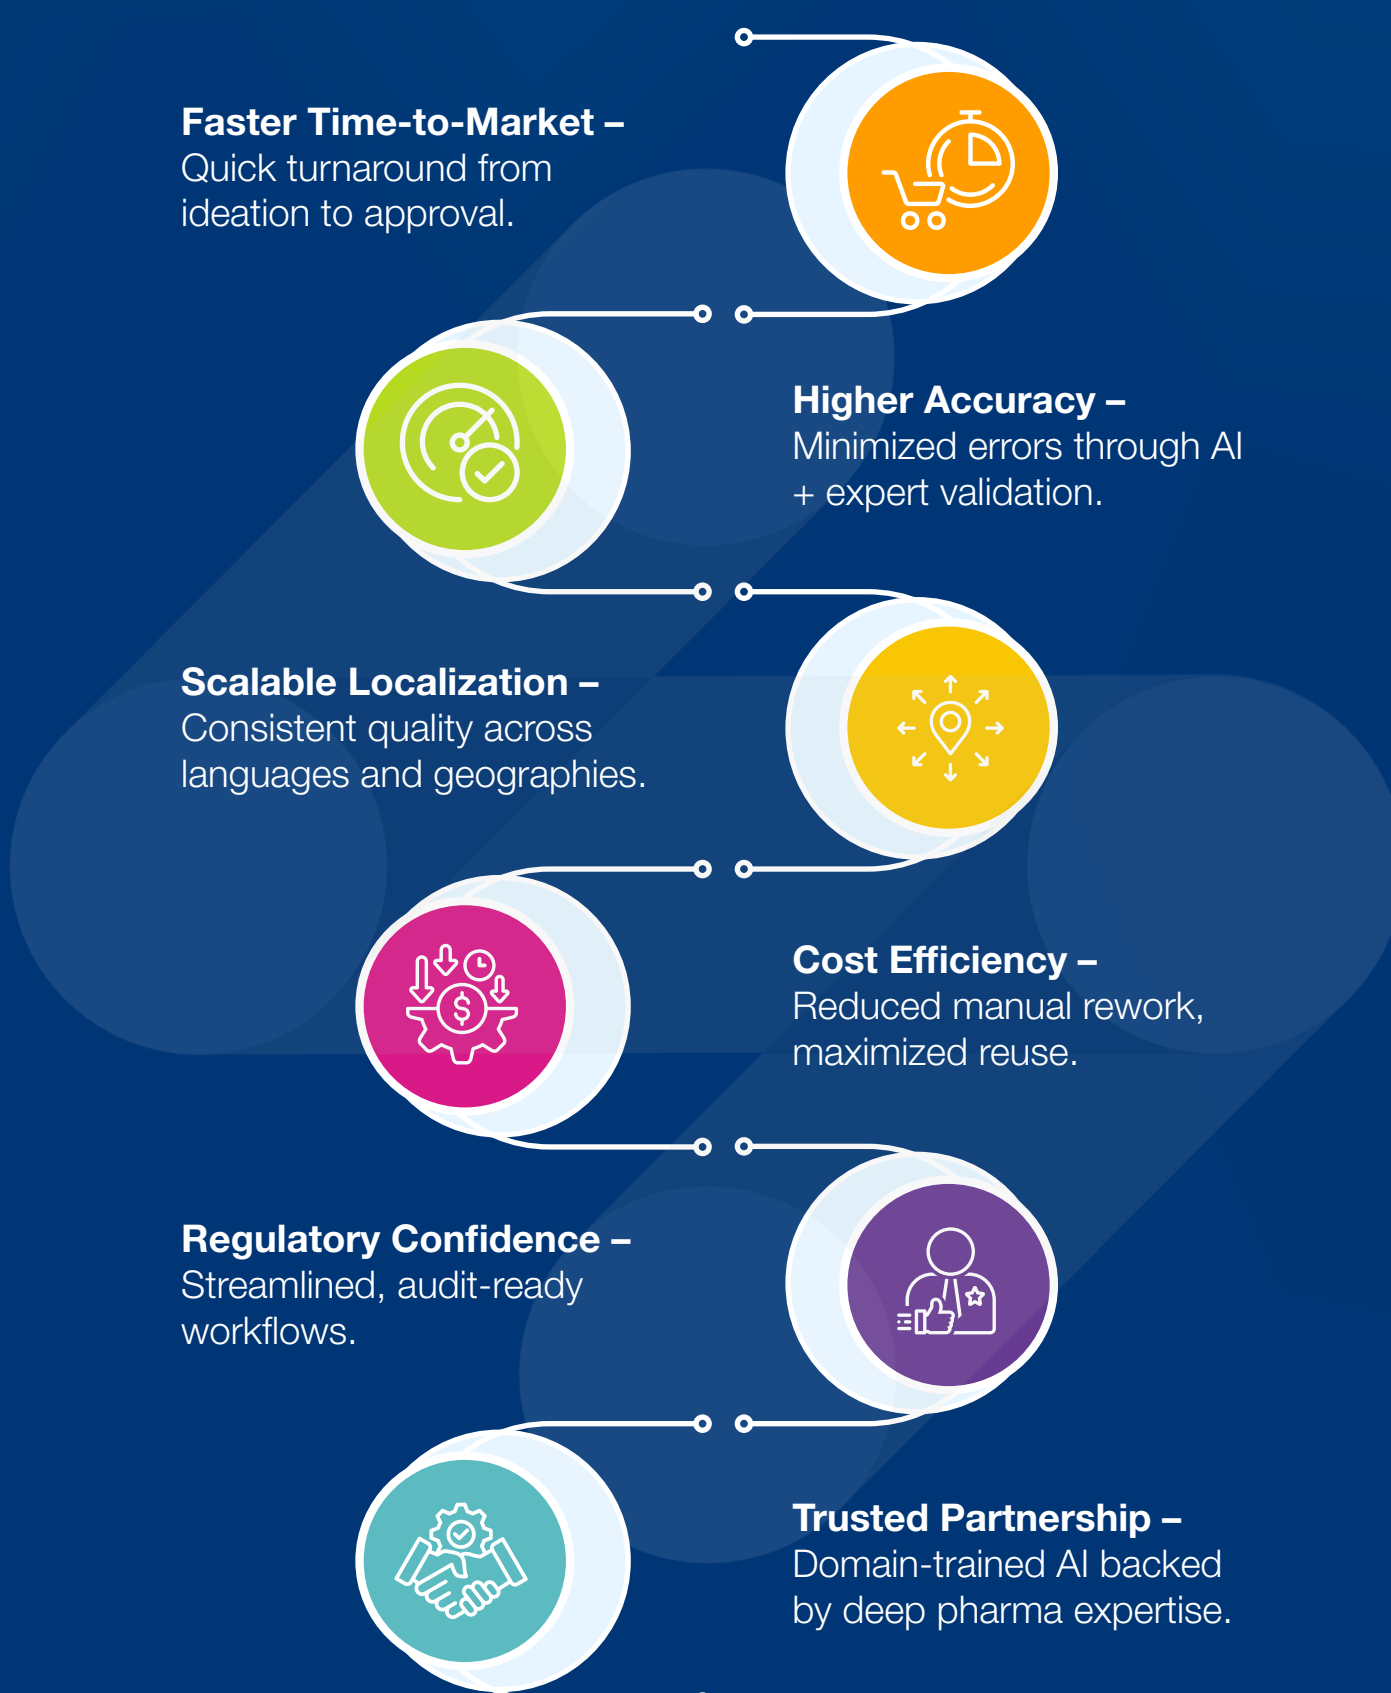 Faster Time-to-Market –
Quick turnaround from
ideation to approval.
Higher Accuracy –
Minimized errors through AI
+ expert validation.
Scalable Localization –
Consistent quality across
languages and geographies.
$
Cost Efficiency –
Reduced manual rework,
maximized reuse.
Regulatory Confidence –
Streamlined, audit-ready
workflows.
Trusted Partnership –
Domain-trained AI backed
by deep pharma expertise.